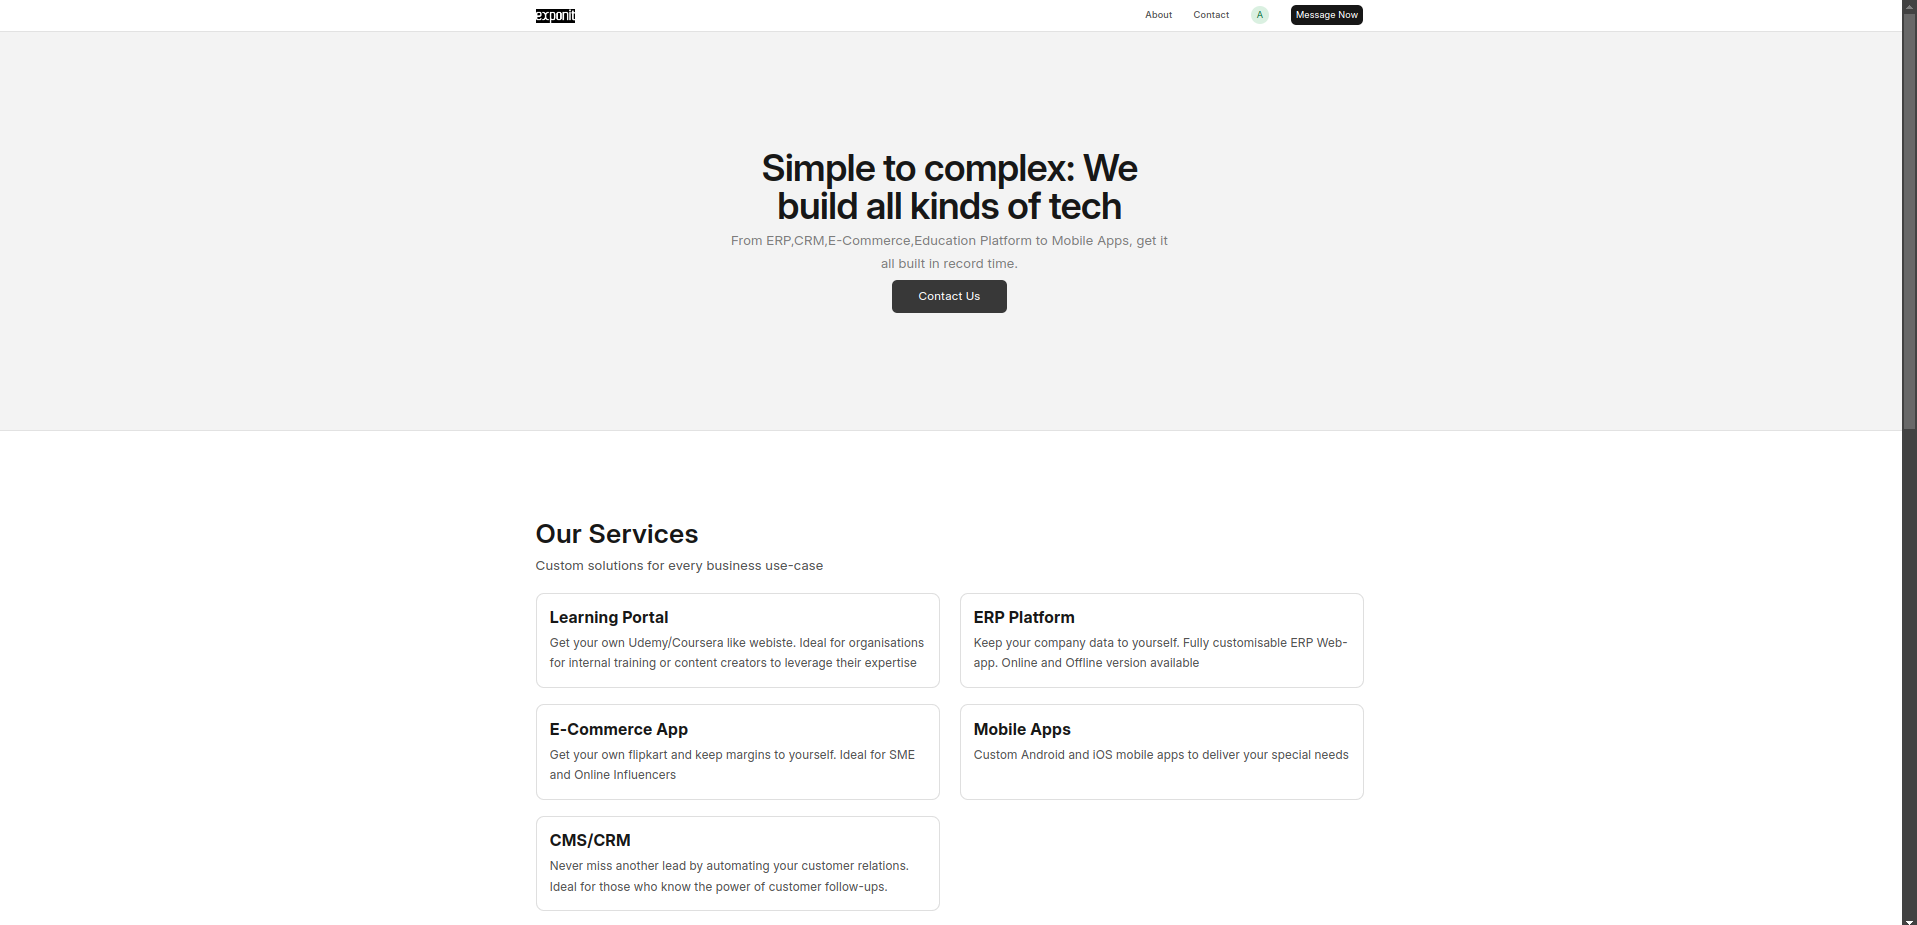 exponit
About
Contact
A
Message Now
Simple to complex: We
build all kinds of tech
From ERP,CRM,E-Commerce,Education Platform to Mobile Apps, get it
all built in record time.
Contact Us
Our Services
Custom solutions for every business use-case
Learning Portal
Get your own Udemy/Coursera like webiste. Ideal for organisations
for internal training or content creators to leverage their expertise
ERP Platform
Keep your company data to yourself. Fully customisable ERP Web-
app. Online and Offline version available
E-Commerce App
Get your own flipkart and keep margins to yourself. Ideal for SME
and Online Influencers
Mobile Apps
Custom Android and iOS mobile apps to deliver your special needs
CMS/CRM
Never miss another lead by automating your customer relations.
Ideal for those who know the power of customer follow-ups.